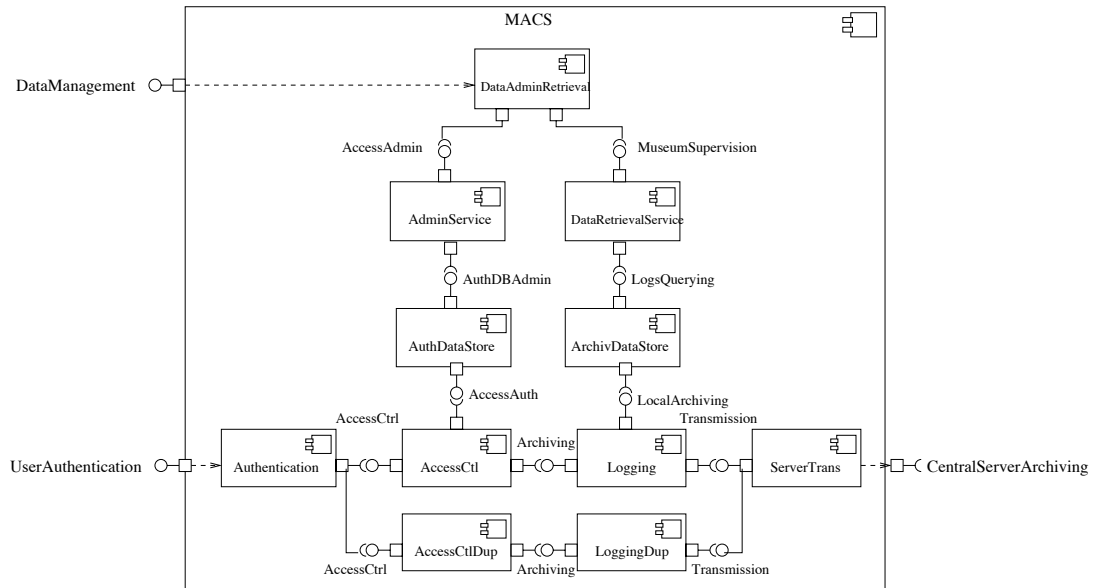 MACS
DataManagement
DataAdminRetrieval
AccessAdmin
MuseumSupervision
AdminService
DataRetrievalService
AuthDBAdmin
LogsQuerying
AuthDataStore
ArchivDataStore
AccessAuth
LocalArchiving
AccessCtrl
Transmission
Archiving
UserAuthentication
Authentication
AccessCtl
Logging
ServerTrans
CentralServerArchiving
AccessCtlDup
LoggingDup
AccessCtrl
Archiving
Transmission